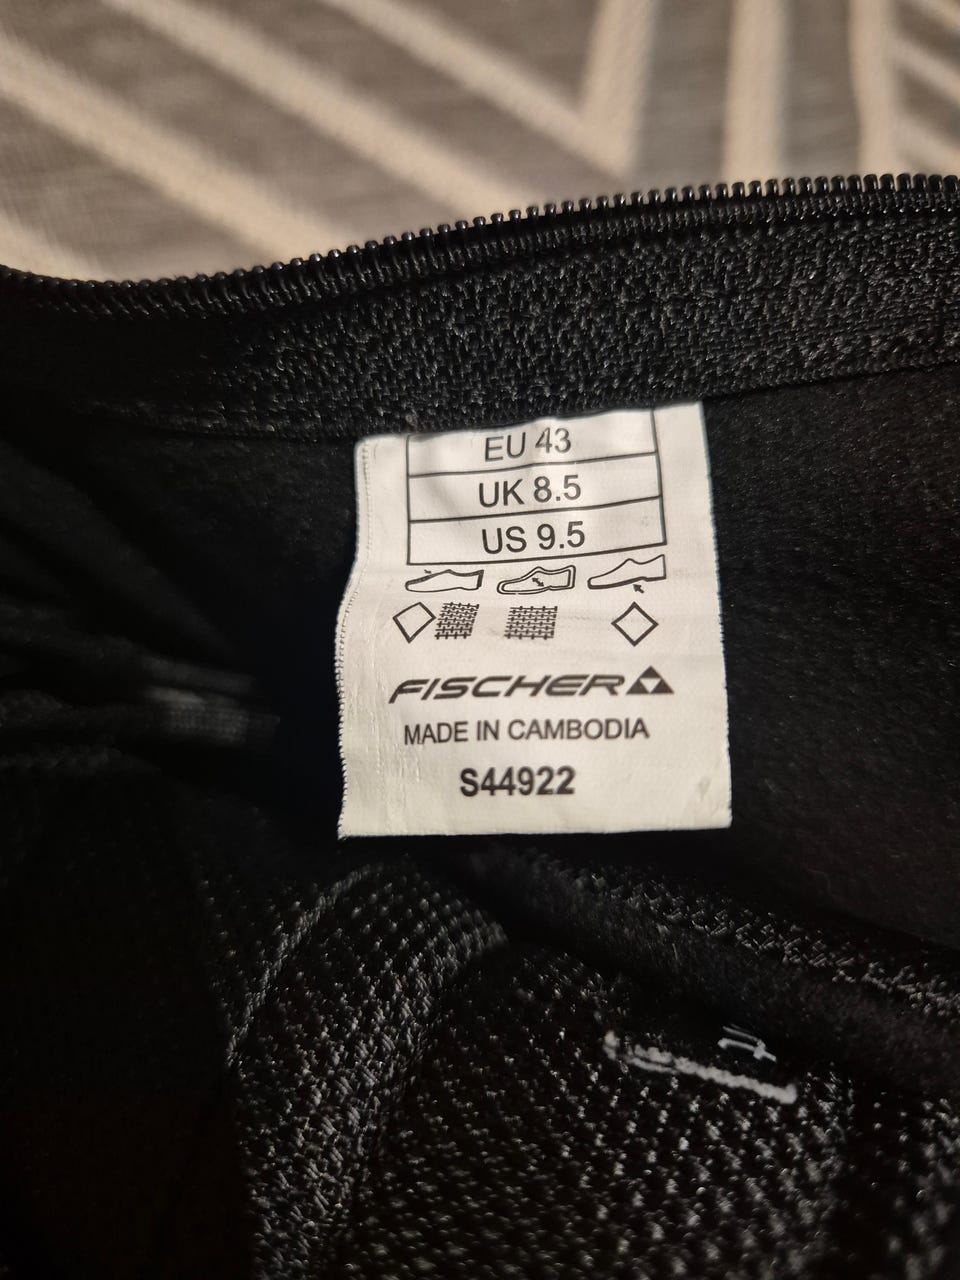 EU 43
UK 8.5
US 9.5
FISCHER
MADE IN CAMBODIA
S44922